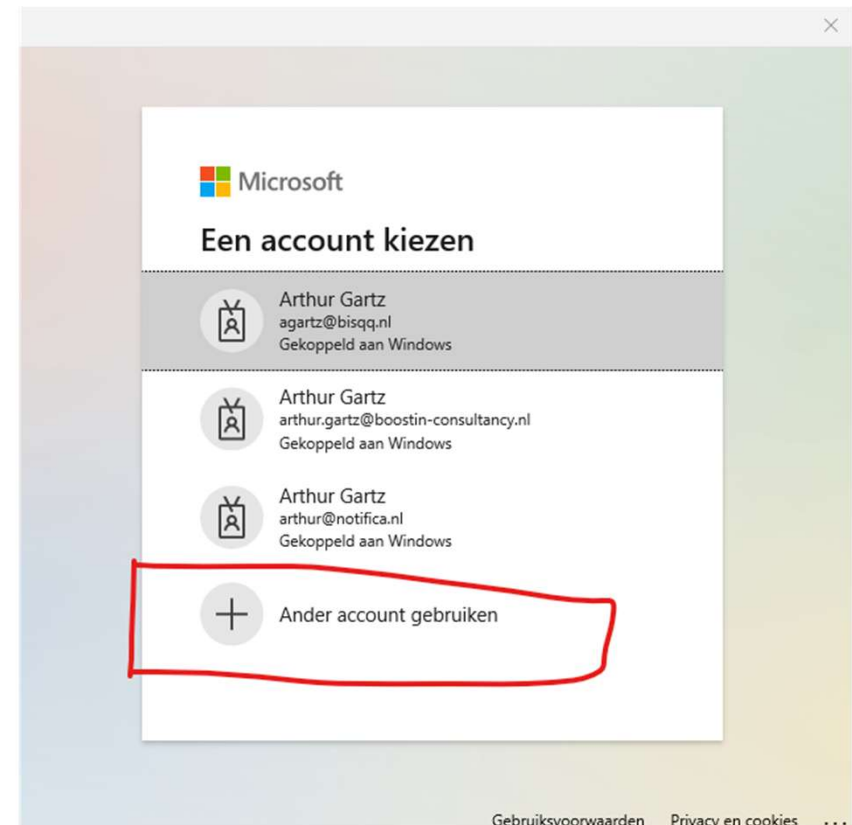 Microsoft
Een account kiezen
Arthur Gartz
agartz@bisqq.nl
Gekoppeld aan Windows
Arthur Gartz
arthur.gartz@boostin-consultancy.nl
Gekoppeld aan Windows
Arthur Gartz
arthur@notifica.nl
Gekoppeld aan Windows
Ander account gebruiken
Gebruiksvoorwaarden Privacy en cookies ...